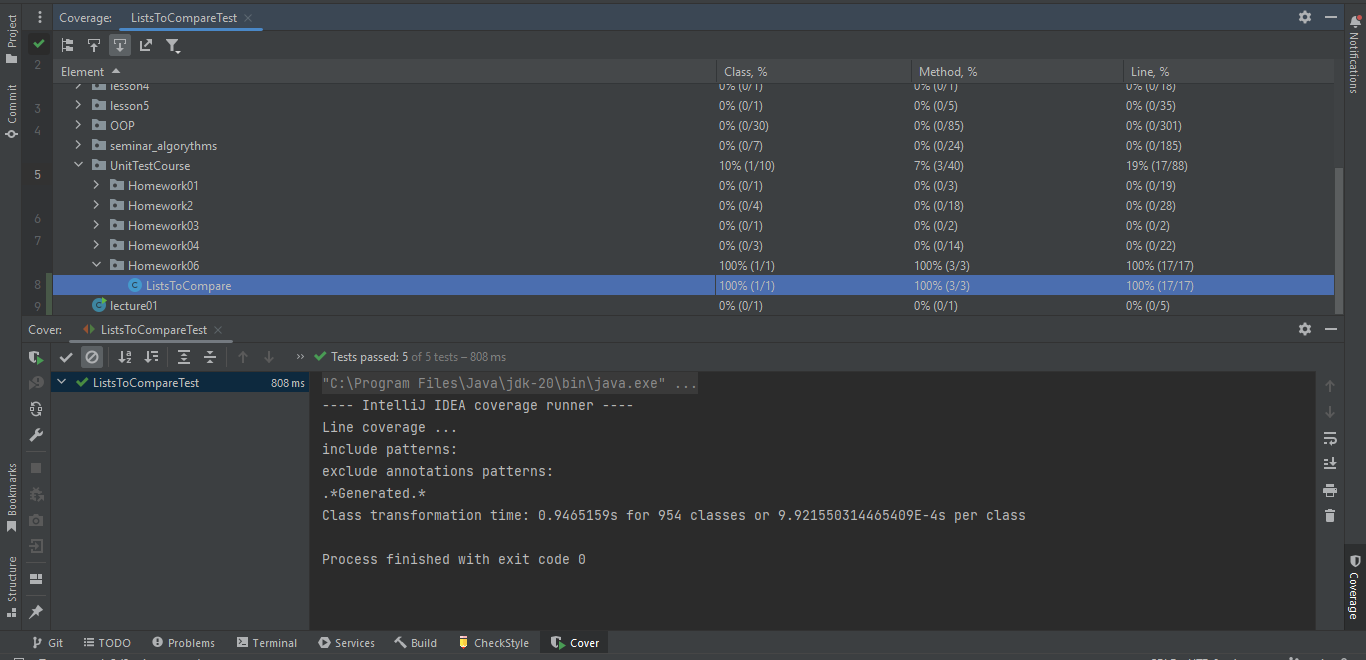 Coverage: ListsToCompareTest
Element Class, % Method, % Line, %
lesson4 0% (0/1) 0% (0/1) 0% (0/18)
lesson5 0% (0/1) 0% (0/5) 0% (0/35)
OOP 0% (0/30) 0% (0/85) 0% (0/301)
seminar_algorythms 0% (0/7) 0% (0/24) 0% (0/185)
UnitTestCourse 10% (1/10) 7% (3/40) 19% (17/88)
Homework01 0% (0/1) 0% (0/3) 0% (0/19)
Homework2 0% (0/4) 0% (0/18) 0% (0/28)
Homework03 0% (0/1) 0% (0/2) 0% (0/2)
Homework04 0% (0/3) 0% (0/14) 0% (0/22)
Homework06 100% (1/1) 100% (3/3) 100% (17/17)
C ListsToCompare 100% (1/1) 100% (3/3) 100% (17/17)
C lecture01 0% (0/1) 0% (0/1) 0% (0/5)
2
3
4
5
6
7
8
9
Project
Commit
Bookmarks
Structure
Notifications
Coverage
Cover: ListsToCompareTest
Tests passed: 5 of 5 tests – 808 ms
ListsToCompareTest 808 ms
"C:\Program Files\Java\jdk-20\bin\java.exe" ...
---- IntelliJ IDEA coverage runner ----
Line coverage ...
include patterns:
exclude annotations patterns:
.*Generated.*
Class transformation time: 0.9465159s for 954 classes or 9.921550314465409E-4s per class
Process finished with exit code 0
Git TODO Problems Terminal Services Build CheckStyle Cover